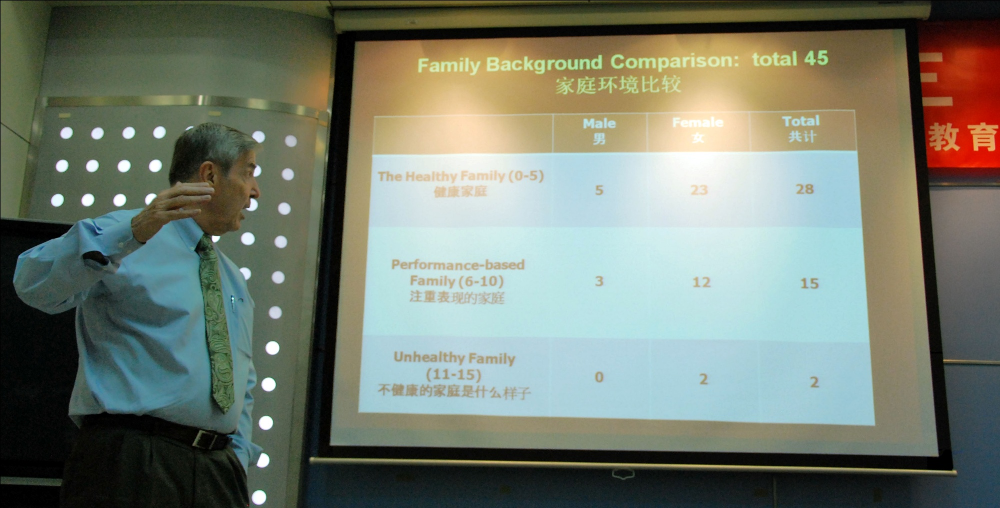 Family Background Comparison: total 45
家庭环境比较
Male Female Total
男 女 共计
The Healthy Family (0-5) 5 23 28
健康家庭
Performance-based
Family (6-10) 3 12 15
注重表现的家庭
Unhealthy Family
(11-15) 0 2 2
不健康的家庭是什么样子
教育